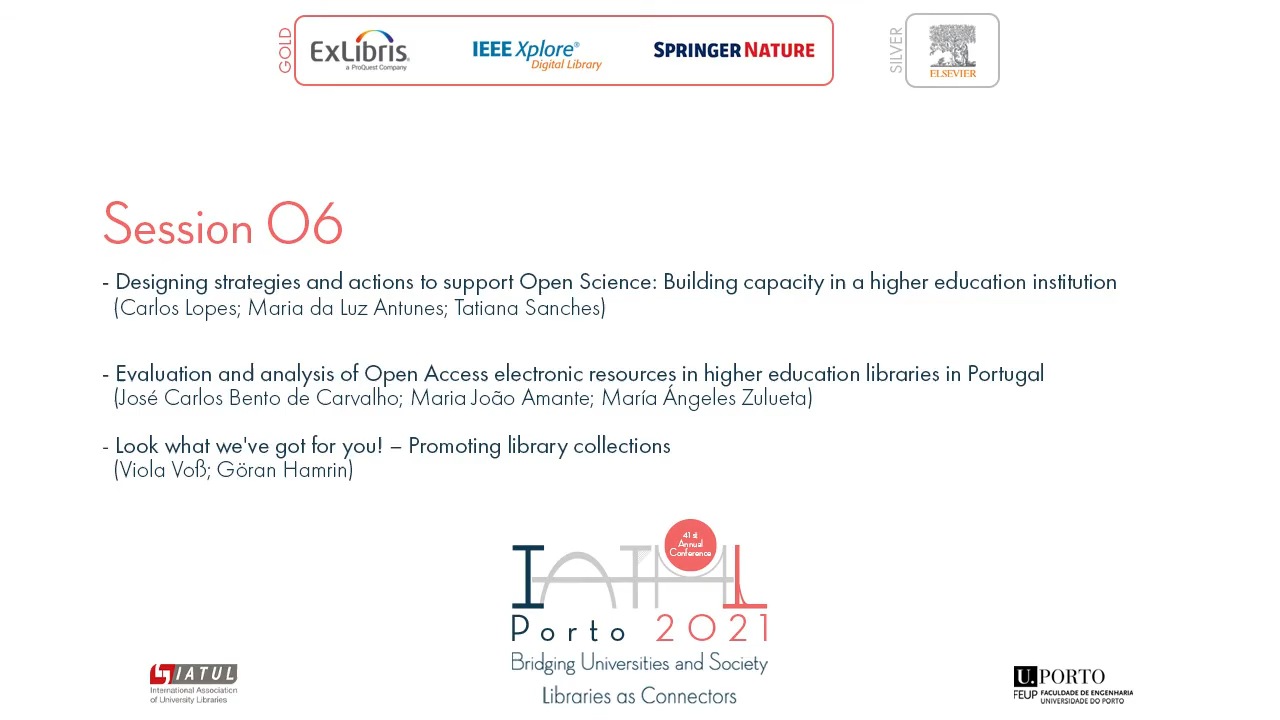 GOLD
ExLibris.
a ProQuest Company
IEEE Xplore®
Digital Library
SPRINGER NATURE
SILVER
ELSEVIER
Session 06
- Designing strategies and actions to support Open Science: Building capacity in a higher education institution
(Carlos Lopes; Maria da Luz Antunes; Tatiana Sanches)
- Evaluation and analysis of Open Access electronic resources in higher education libraries in Portugal
(José Carlos Bento de Carvalho; Maria João Amante; María Ángeles Zulueta)
- Look what we've got for you! – Promoting library collections
(Viola Voß; Göran Hamrin)
41st
Annual
Conference
IATUL
Porto 2021
Bridging Universities and Society
Libraries as Connectors
IATUL
International Association
of University Libraries
U.PORTO
FEUP FACULDADE DE ENGENHARIA
UNIVERSIDADE DO PORTO